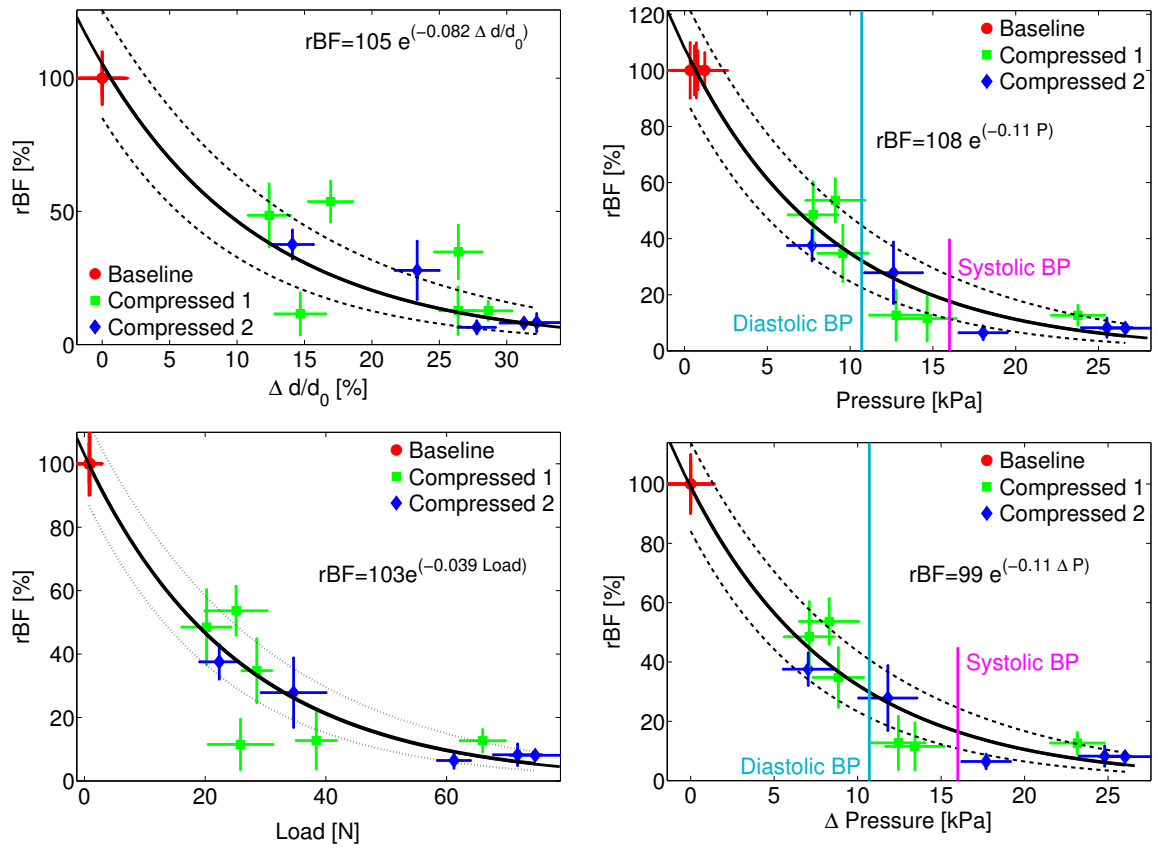 rBF=105 e^(-0.082 Δ d/d₀)
100
50
0
rBF [%]
Baseline
Compressed 1
Compressed 2
0 5 10 15 20 25 30
Δ d/d₀ [%]
120
100
80
60
40
20
0
rBF [%]
Baseline
Compressed 1
Compressed 2
rBF=108 e^(-0.11 P)
Systolic BP
Diastolic BP
0 5 10 15 20 25
Pressure [kPa]
100
80
60
40
20
0
rBF [%]
Baseline
Compressed 1
Compressed 2
rBF=103e^(-0.039 Load)
0 20 40 60
Load [N]
100
80
60
40
20
0
rBF [%]
Baseline
Compressed 1
Compressed 2
rBF=99 e^(-0.11 Δ P)
Systolic BP
Diastolic BP
0 5 10 15 20 25
Δ Pressure [kPa]